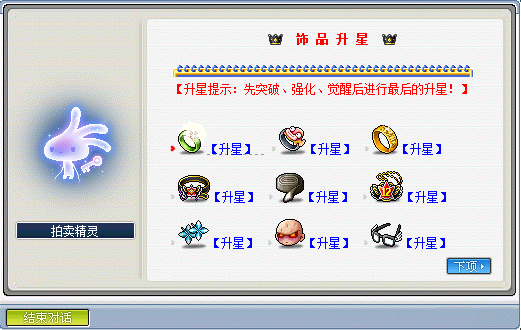 饰品升星
【升星提示：先突破、强化、觉醒后进行最后的升星！】
【升星】 【升星】 【升星】
【升星】 【升星】 【升星】
【升星】 【升星】 【升星】
拍卖精灵
下项
结束对话